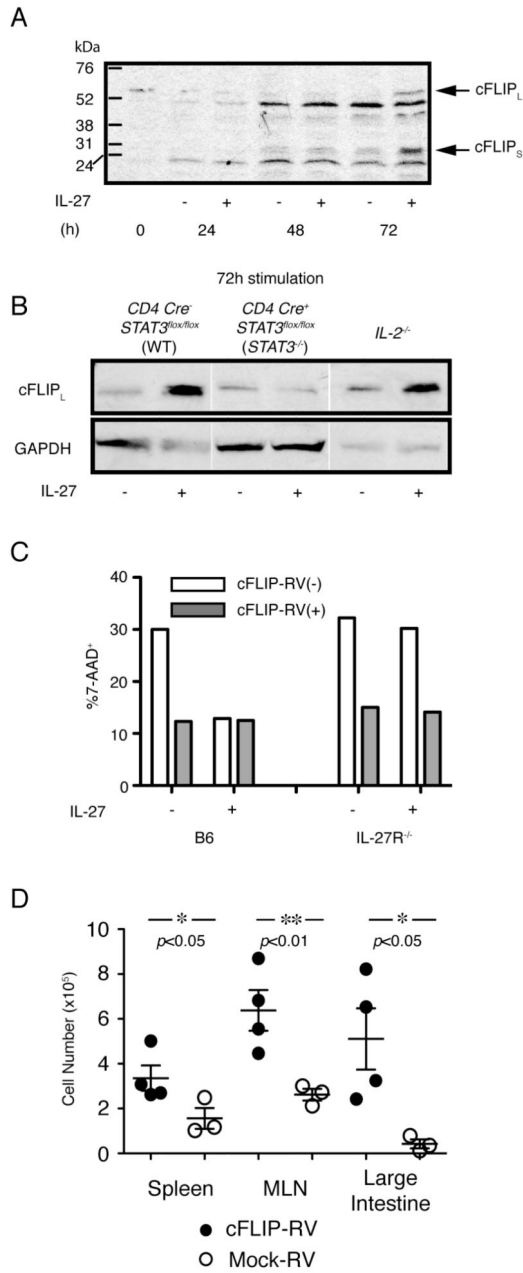 A
kDa
76
52
38
31
24
cFLIPL
cFLIPS
IL-27 - + - + - +
(h) 0 24 48 72
72h stimulation
B
CD4 Cre- STAT3flox/flox (WT)
CD4 Cre+ STAT3flox/flox (STAT3-/-)
IL-2-/-
cFLIPL
GAPDH
IL-27 - + - + - +
C
cFLIP-RV(-)
cFLIP-RV(+)
%7-AAD+
40
30
20
10
0
IL-27 - + - +
B6 IL-27R-/-
D
* ** *
p<0.05 p<0.01 p<0.05
Cell Number (x105)
10
8
6
4
2
0
Spleen MLN Large Intestine
cFLIP-RV
Mock-RV